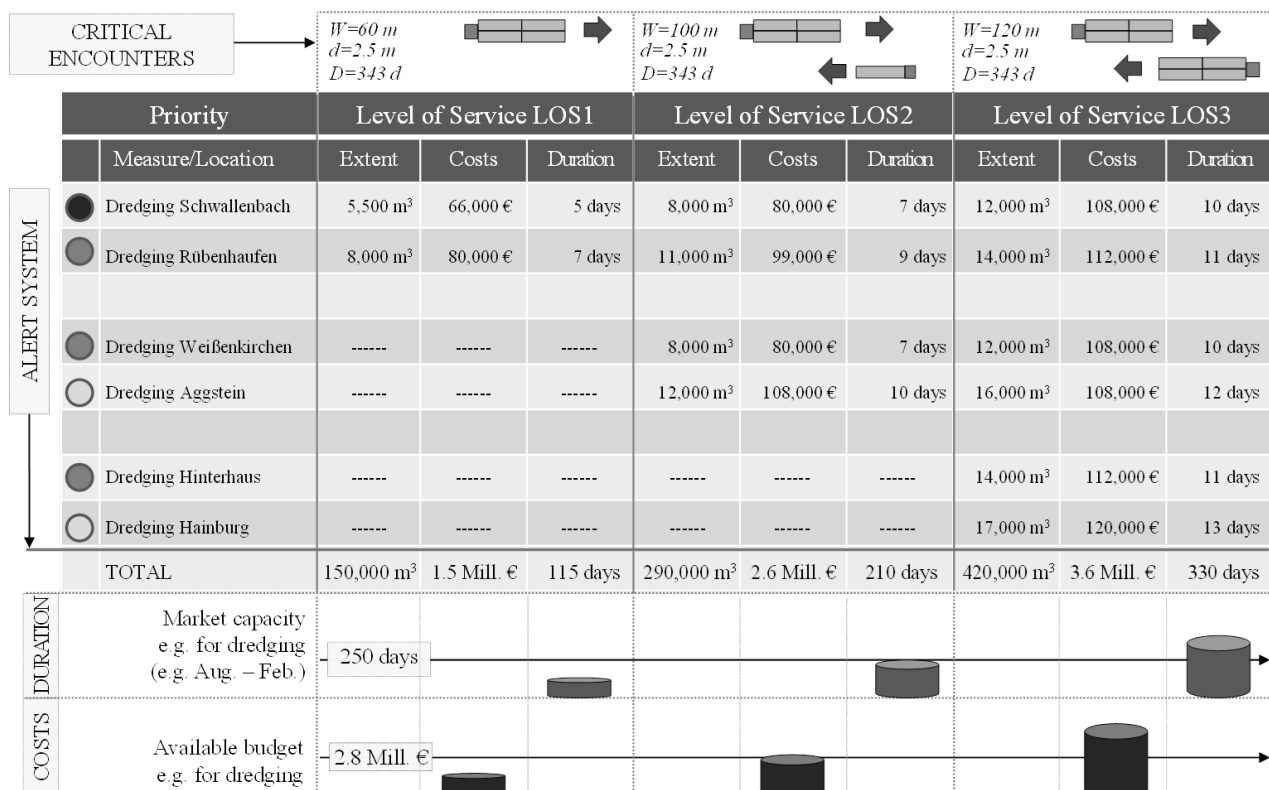 CRITICAL
ENCOUNTERS
W=60 m
d=2.5 m
D=343 d
W=100 m
d=2.5 m
D=343 d
W=120 m
d=2.5 m
D=343 d
Priority Level of Service LOS1 Level of Service LOS2 Level of Service LOS3
Measure/Location Extent Costs Duration Extent Costs Duration Extent Costs Duration
ALERT SYSTEM
Dredging Schwallenbach 5,500 m³ 66,000 € 5 days 8,000 m³ 80,000 € 7 days 12,000 m³ 108,000 € 10 days
Dredging Rübenhaufen 8,000 m³ 80,000 € 7 days 11,000 m³ 99,000 € 9 days 14,000 m³ 112,000 € 11 days
Dredging Weißenkirchen ------ ------ ------ 8,000 m³ 80,000 € 7 days 12,000 m³ 108,000 € 10 days
Dredging Aggstein ------ ------ ------ 12,000 m³ 108,000 € 10 days 16,000 m³ 108,000 € 12 days
Dredging Hinterhaus ------ ------ ------ ------ ------ ------ 14,000 m³ 112,000 € 11 days
Dredging Hainburg ------ ------ ------ ------ ------ ------ 17,000 m³ 120,000 € 13 days
TOTAL 150,000 m³ 1.5 Mill. € 115 days 290,000 m³ 2.6 Mill. € 210 days 420,000 m³ 3.6 Mill. € 330 days
DURATION
Market capacity
e.g. for dredging
(e.g. Aug. – Feb.)
250 days
COSTS
Available budget
e.g. for dredging
2.8 Mill. €